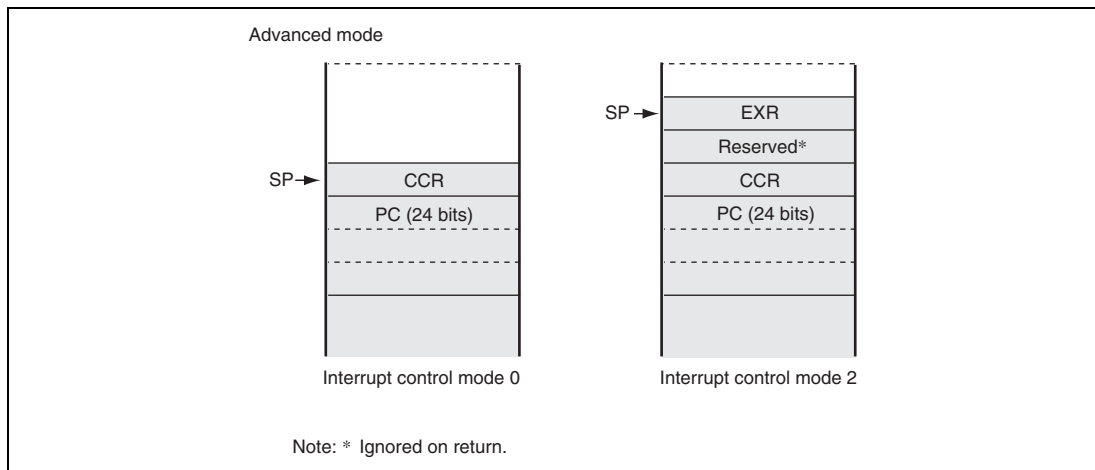 Advanced mode
SP
CCR
PC (24 bits)
Interrupt control mode 0
SP
EXR
Reserved*
CCR
PC (24 bits)
Interrupt control mode 2
Note: * Ignored on return.